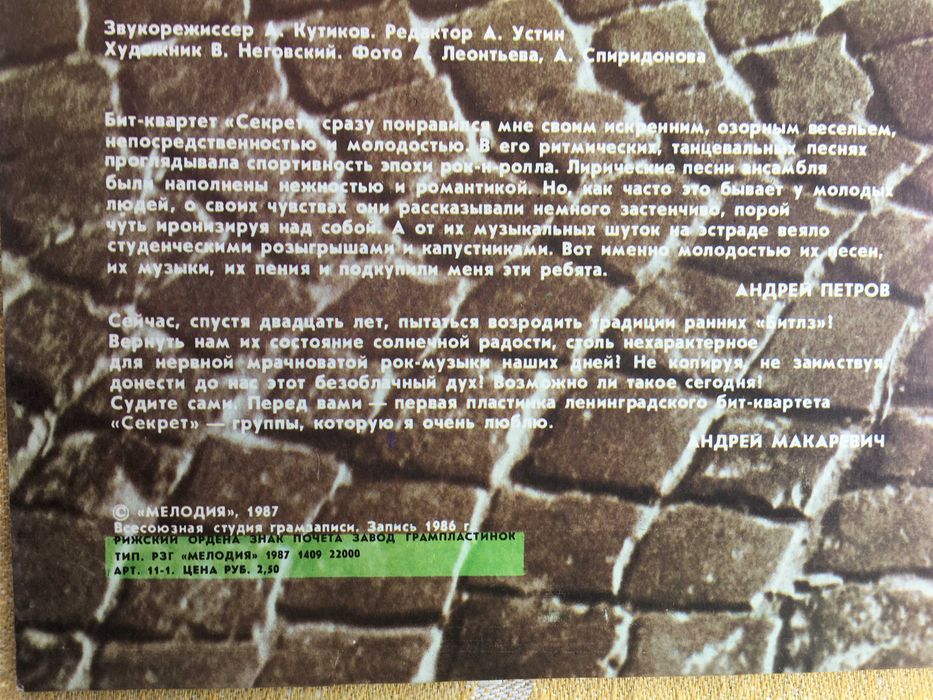 Звукорежиссер А. Кутиков. Редактор А. Устин
Художник В. Неговский. Фото А. Леонтьева, А. Спиридонова
Бит-квартет «Секрет» сразу понравился мне своим искренним, озорным весельем,
непосредственностью и молодостью. В его ритмических, танцевальных песнях
проглядывала спортивность эпохи рок-н-ролла. Лирические песни ансамбля
были наполнены нежностью и романтикой. Но, как часто это бывает у молодых
людей, о своих чувствах они рассказывали немного застенчиво, порой
чуть иронизируя над собой. А от их музыкальных шуток на эстраде веяло
студенческими розыгрышами и капустниками. Вот именно молодостью их песен,
их музыки, их пения и подкупили меня эти ребята.
АНДРЕЙ ПЕТРОВ
Сейчас, спустя двадцать лет, пытаться возродить традиции ранних «Битлз»?
Вернуть нам их состояние солнечной радости, столь нехарактерное
для нервной мрачноватой рок-музыки наших дней? Не копируя, не заимствуя,
донести до нас этот безоблачный дух? Возможно ли такое сегодня?
Судите сами. Перед вами — первая пластинка ленинградского бит-квартета
«Секрет» — группы, которую я очень люблю.
АНДРЕЙ МАКАРЕВИЧ
© «МЕЛОДИЯ», 1987
Всесоюзная студия грамзаписи. Запись 1986 г.
РИЖСКИЙ ОРДЕНА ЗНАК ПОЧЕТА ЗАВОД ГРАМПЛАСТИНОК
ТИП. РЗГ «МЕЛОДИЯ» 1987 1409 22000
АРТ. 11-1. ЦЕНА РУБ. 2,50